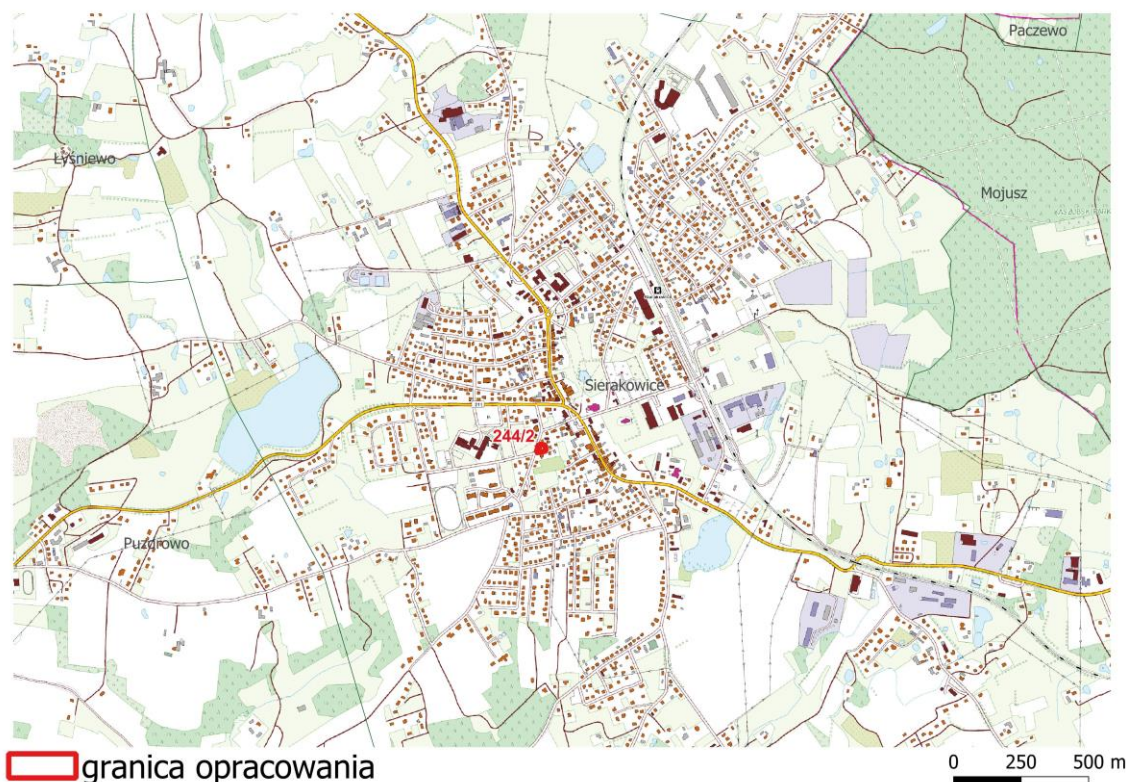 Paczewo
Łyśniewo
Mojusz
Sierakowice
244/2
Puzdrowo
granica opracowania
0 250 500 m